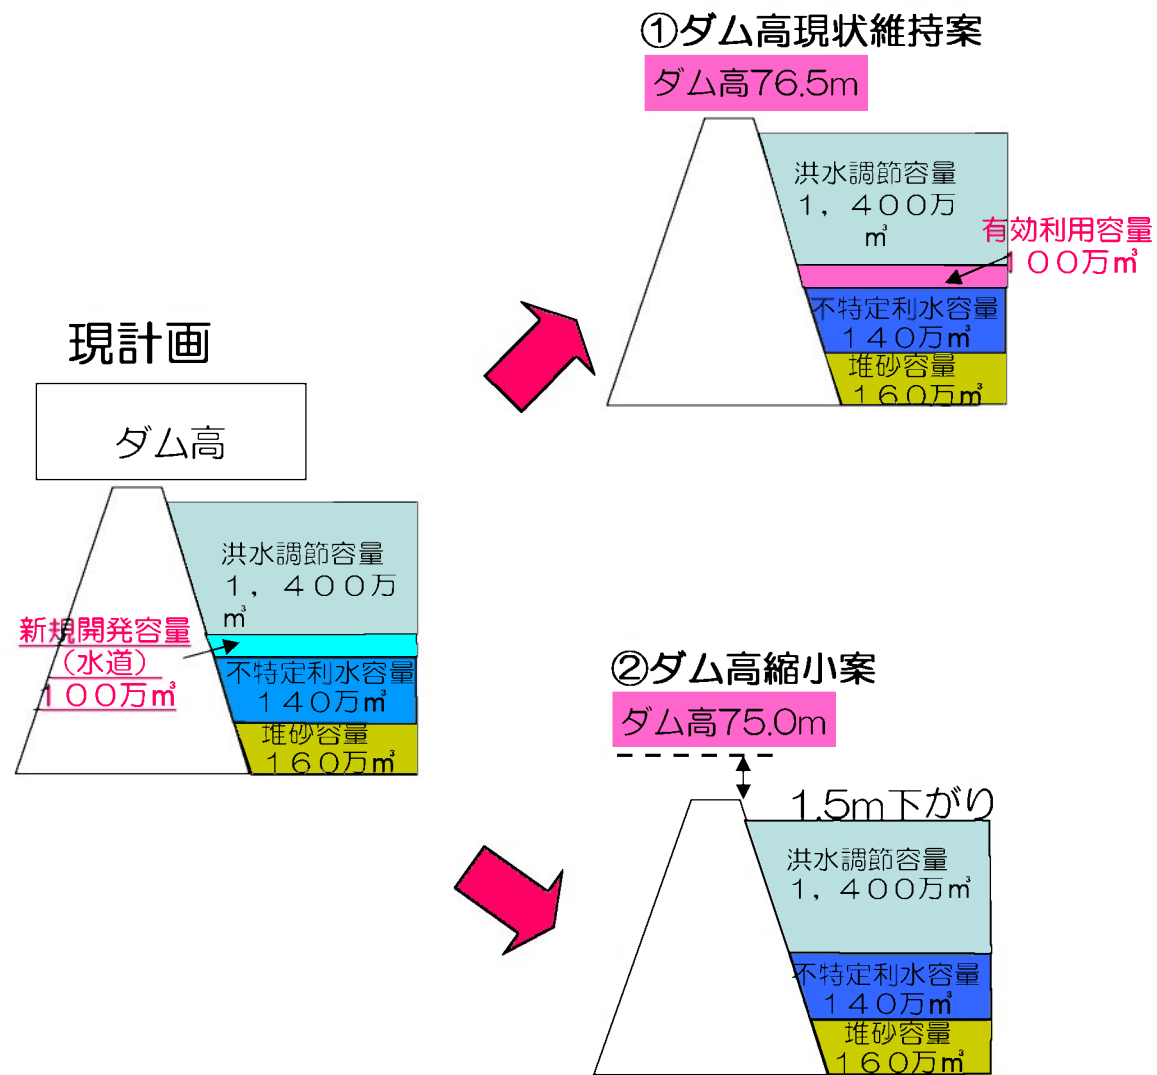 ①ダム高現状維持案
ダム高76.5m
洪水調節容量
1，400万
㎥
有効利用容量
100万㎥
不特定利水容量
140万㎥
堆砂容量
160万㎥
現計画
ダム高
洪水調節容量
1，400万
㎥
新規開発容量
（水道）
100万㎥
不特定利水容量
140万㎥
堆砂容量
160万㎥
②ダム高縮小案
ダム高75.0m
1.5m下がり
洪水調節容量
1，400万㎥
不特定利水容量
140万㎥
堆砂容量
160万㎥